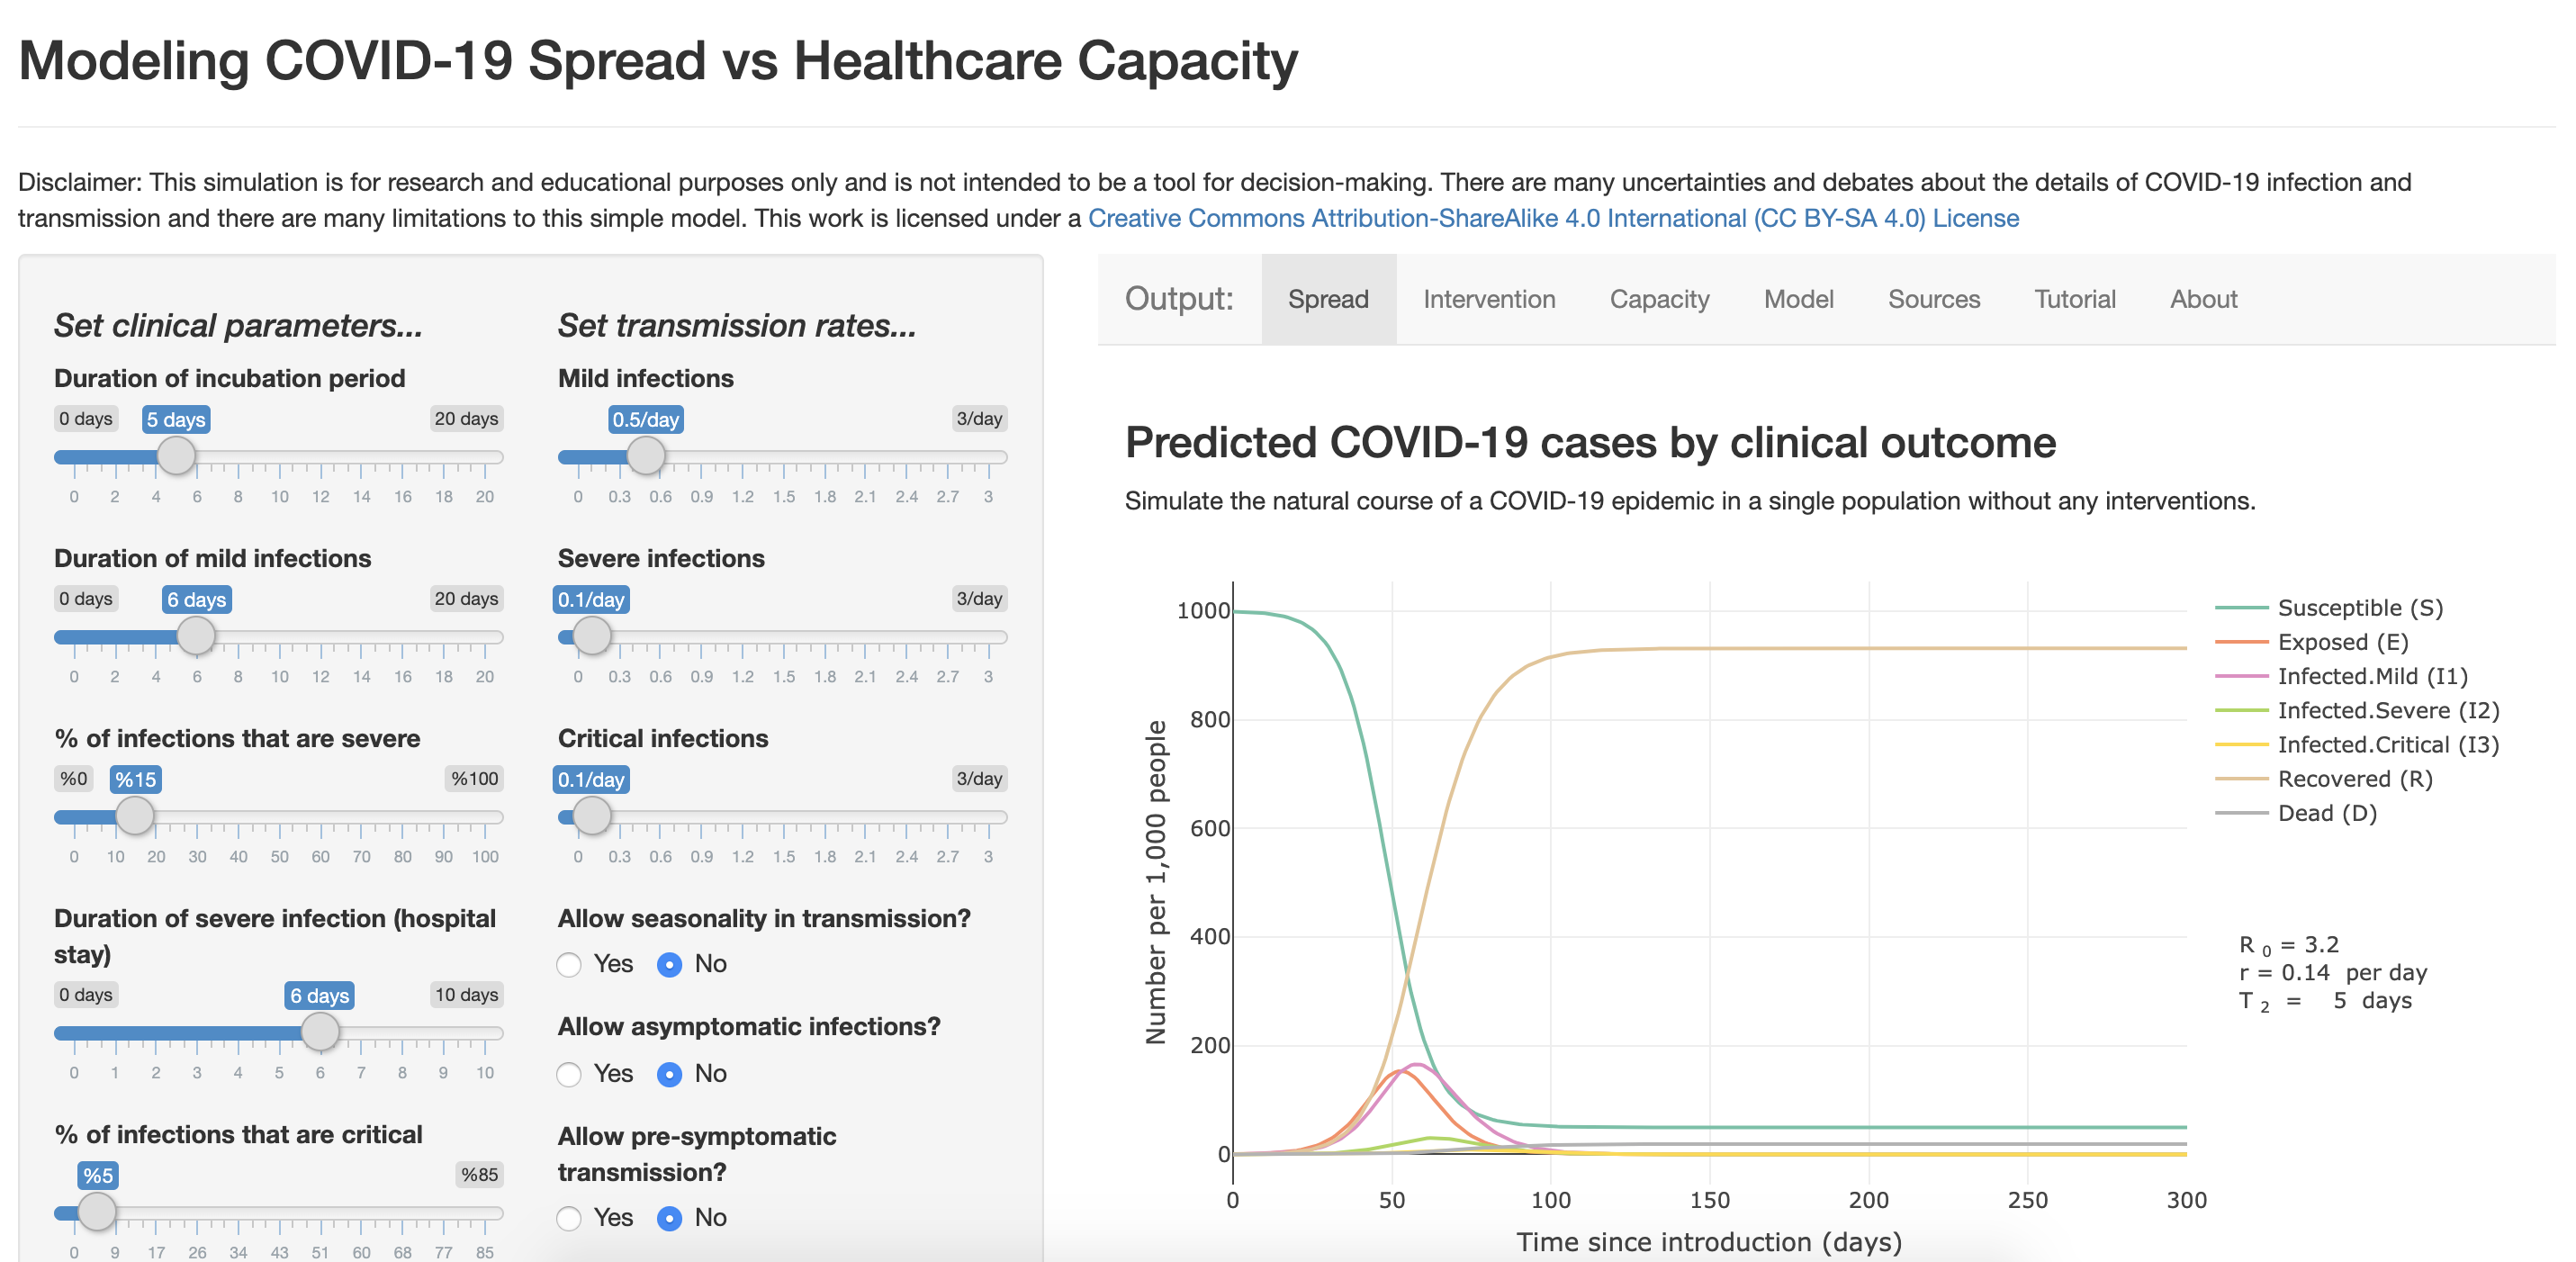 Modeling COVID-19 Spread vs Healthcare Capacity
Disclaimer: This simulation is for research and educational purposes only and is not intended to be a tool for decision-making. There are many uncertainties and debates about the details of COVID-19 infection and
transmission and there are many limitations to this simple model. This work is licensed under a Creative Commons Attribution-ShareAlike 4.0 International (CC BY-SA 4.0) License
Set clinical parameters...
Duration of incubation period
0 days 5 days 20 days
0 2 4 6 8 10 12 14 16 18 20
Duration of mild infections
0 days 6 days 20 days
0 2 4 6 8 10 12 14 16 18 20
% of infections that are severe
%0 %15 %100
0 10 20 30 40 50 60 70 80 90 100
Duration of severe infection (hospital
stay)
0 days 6 days 10 days
0 1 2 3 4 5 6 7 8 9 10
% of infections that are critical
%5 %85
0 9 17 26 34 43 51 60 68 77 85
Set transmission rates...
Mild infections
0.5/day 3/day
0 0.3 0.6 0.9 1.2 1.5 1.8 2.1 2.4 2.7 3
Severe infections
0.1/day 3/day
0 0.3 0.6 0.9 1.2 1.5 1.8 2.1 2.4 2.7 3
Critical infections
0.1/day 3/day
0 0.3 0.6 0.9 1.2 1.5 1.8 2.1 2.4 2.7 3
Allow seasonality in transmission?
Yes No
Allow asymptomatic infections?
Yes No
Allow pre-symptomatic
transmission?
Yes No
Output: Spread Intervention Capacity Model Sources Tutorial About
Predicted COVID-19 cases by clinical outcome
Simulate the natural course of a COVID-19 epidemic in a single population without any interventions.
Number per 1,000 people
1000
800
600
400
200
0
0 50 100 150 200 250 300
Time since introduction (days)
Susceptible (S)
Exposed (E)
Infected.Mild (I1)
Infected.Severe (I2)
Infected.Critical (I3)
Recovered (R)
Dead (D)
R 0 = 3.2
r = 0.14 per day
T 2 = 5 days